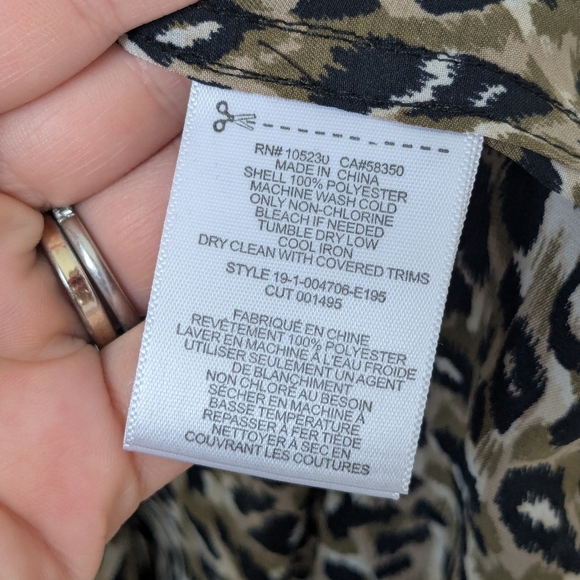 RN# 105230 CA#58350
MADE IN CHINA
SHELL 100% POLYESTER
MACHINE WASH COLD
ONLY NON-CHLORINE
BLEACH IF NEEDED
TUMBLE DRY LOW
COOL IRON
DRY CLEAN WITH COVERED TRIMS
STYLE 19-1-004706-E195
CUT 001495
FABRIQUÉ EN CHINE
REVÊTEMENT 100% POLYESTER
LAVER EN MACHINE À L'EAU FROIDE
UTILISER SEULEMENT UN AGENT
DE BLANCHIMENT
NON CHLORÉ AU BESOIN
SÉCHER EN MACHINE À
BASSE TEMPÉRATURE
REPASSER À FER TIÈDE
NETTOYER À SEC EN
COUVRANT LES COUTURES